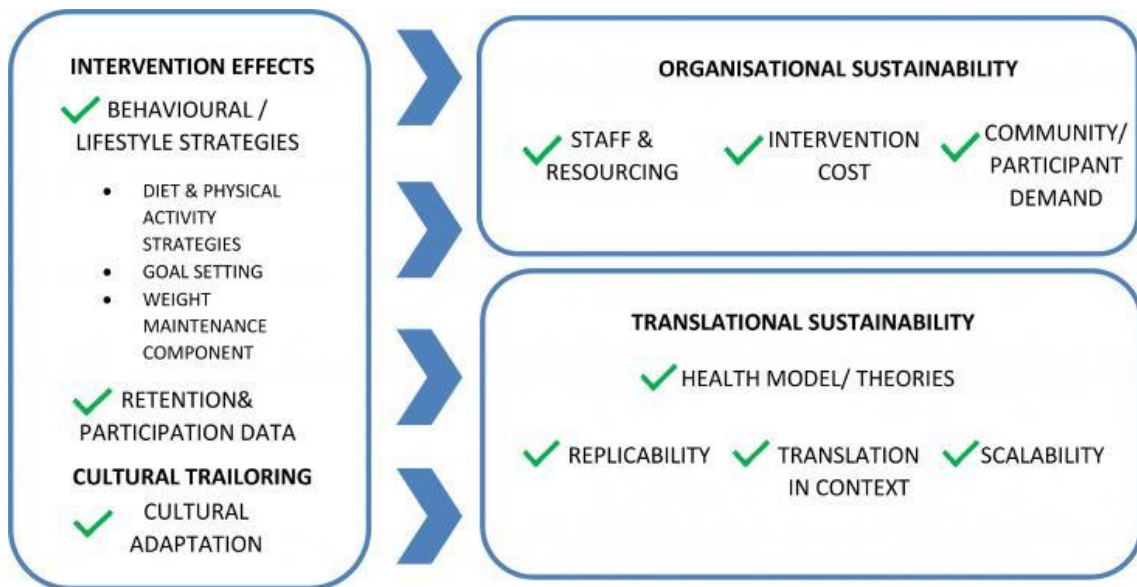 INTERVENTION EFFECTS
BEHAVIOURAL /
LIFESTYLE STRATEGIES
• DIET & PHYSICAL
ACTIVITY
STRATEGIES
• GOAL SETTING
• WEIGHT
MAINTENANCE
COMPONENT
RETENTION&
PARTICIPATION DATA
CULTURAL TRAILORING
CULTURAL
ADAPTATION
ORGANISATIONAL SUSTAINABILITY
STAFF &
RESOURCING
INTERVENTION
COST
COMMUNITY/
PARTICIPANT
DEMAND
TRANSLATIONAL SUSTAINABILITY
HEALTH MODEL/ THEORIES
REPLICABILITY
TRANSLATION
IN CONTEXT
SCALABILITY